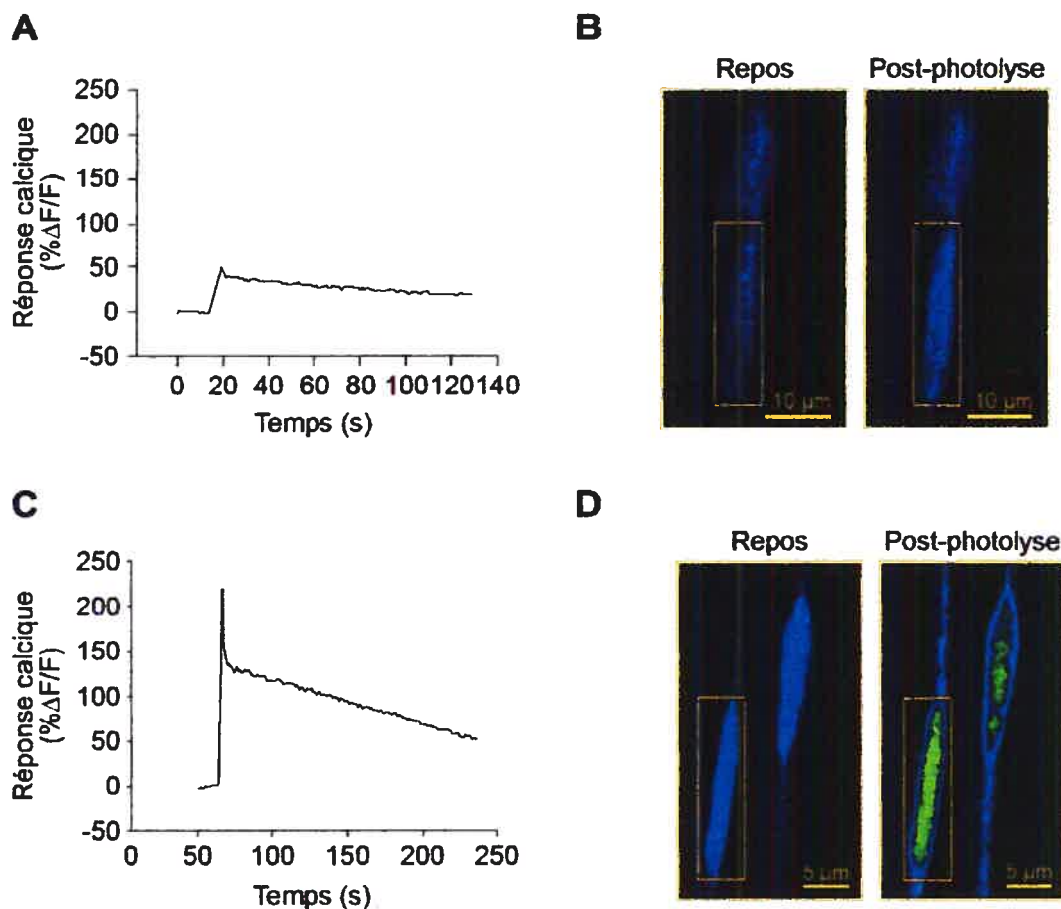 A
Réponse calcique
(%ΔF/F)
250
200
150
100
50
0
-50
0 20 40 60 80 100 120 140
Temps (s)
B
Repos Post-photolyse
10 µm 10 µm
C
Réponse calcique
(%ΔF/F)
250
200
150
100
50
0
-50
0 50 100 150 200 250
Temps (s)
D
Repos Post-photolyse
5 µm 5 µm